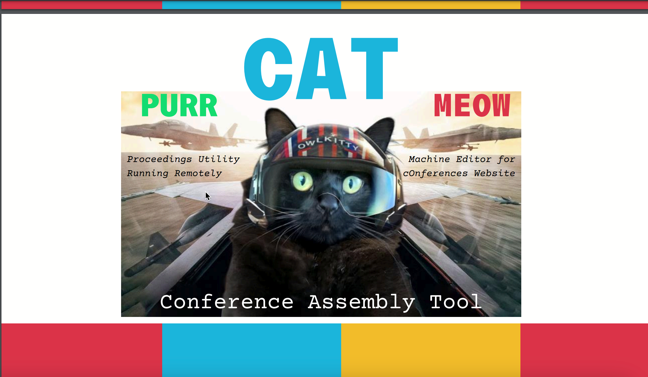 CAT
PURR
MEOW
Proceedings Utility
Running Remotely
Machine Editor for
cOnferences Website
OWLKITTY
Conference Assembly Tool